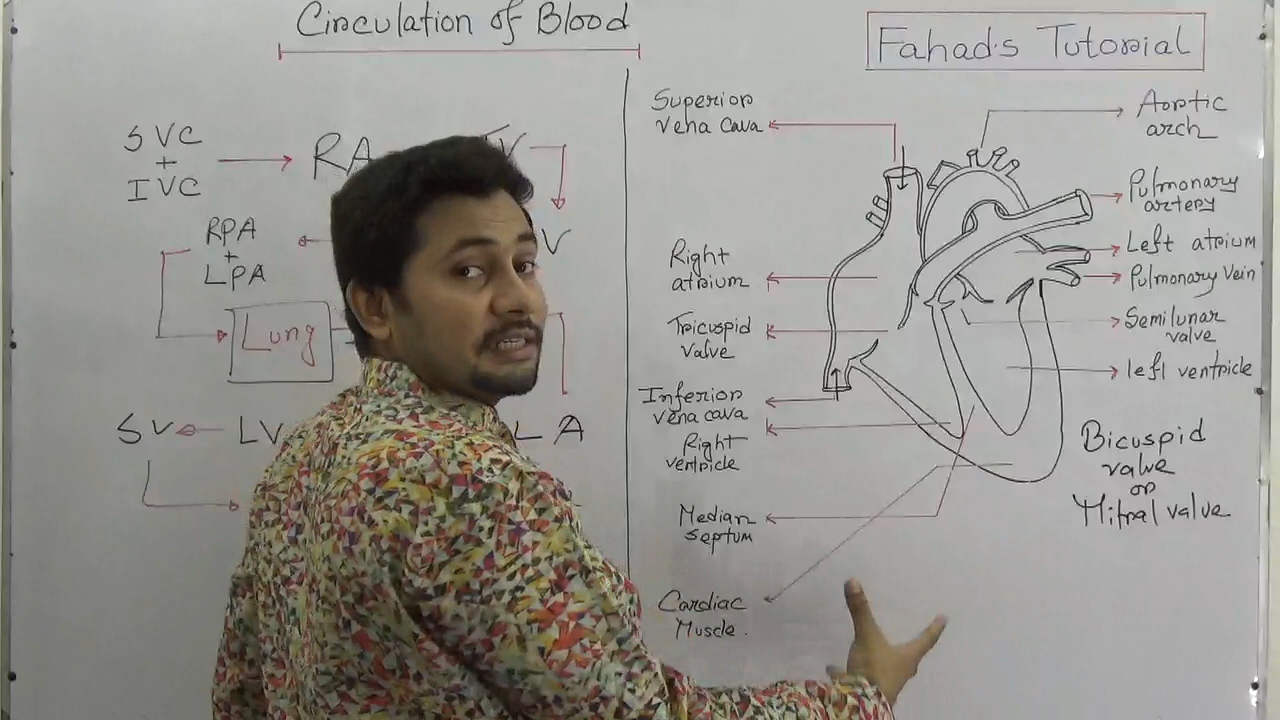 Circulation of Blood
Fahad's Tutorial
SVC
+
IVC
RA
V
RPA
+
LPA
V
Lung
SV
LV
LA
Superior
vena cava
Right
atrium
Tricuspid
valve
Inferior
vena cava
Right
ventricle
Median
septum
Cardiac
Muscle.
Aortic
arch
Pulmonary
artery
Left atrium
Pulmonary Vein
Semilunar
valve
left ventricle
Bicuspid
valve
or
Mitral valve